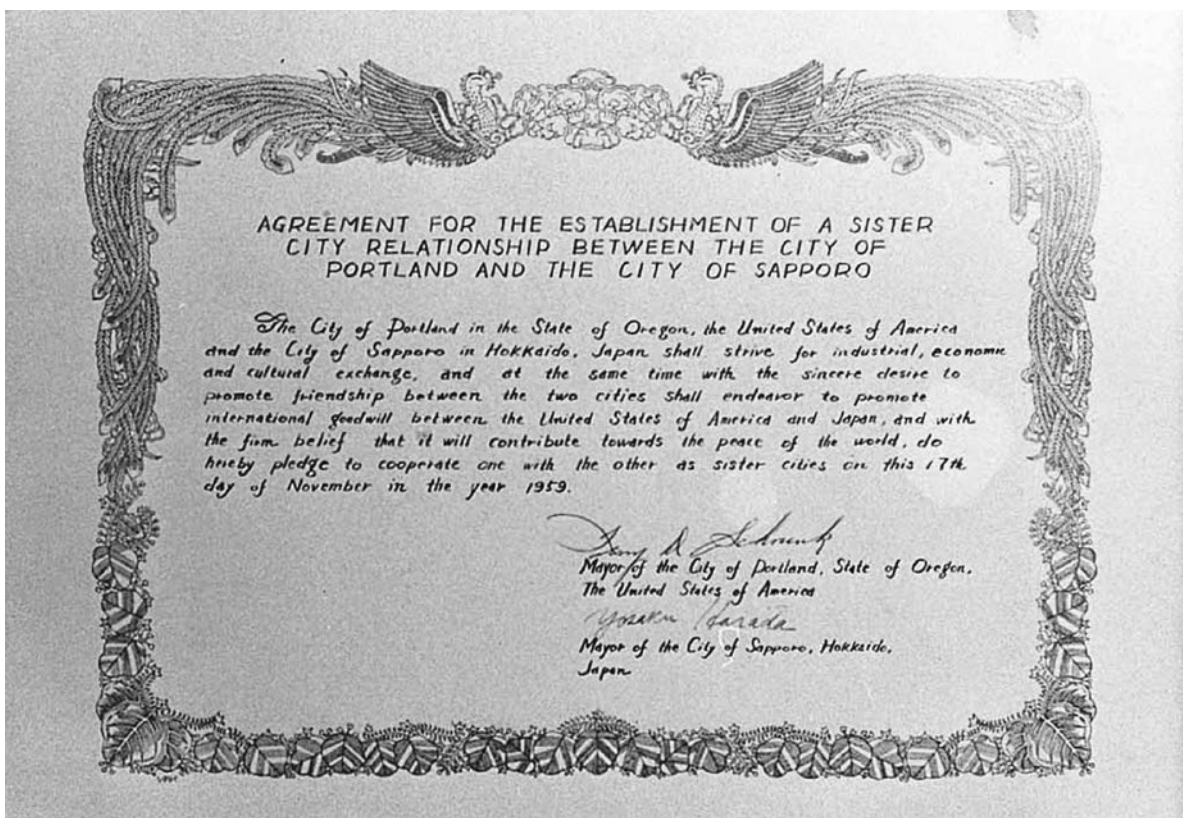 AGREEMENT FOR THE ESTABLISHMENT OF A SISTER
CITY RELATIONSHIP BETWEEN THE CITY OF
PORTLAND AND THE CITY OF SAPPORO
The City of Portland in the State of Oregon, the United States of America
and the City of Sapporo in Hokkaido, Japan shall strive for industrial, economic
and cultural exchange, and at the same time with the sincere desire to
promote friendship between the two cities shall endeavor to promote
international goodwill between the United States of America and Japan, and with
the firm belief that it will contribute towards the peace of the world, do
hereby pledge to cooperate one with the other as sister cities on this 17th
day of November in the year 1959.
Terry D Schrunk
Mayor of the City of Portland, State of Oregon,
The United States of America
Yosaku Harada
Mayor of the City of Sapporo, Hokkaido,
Japan